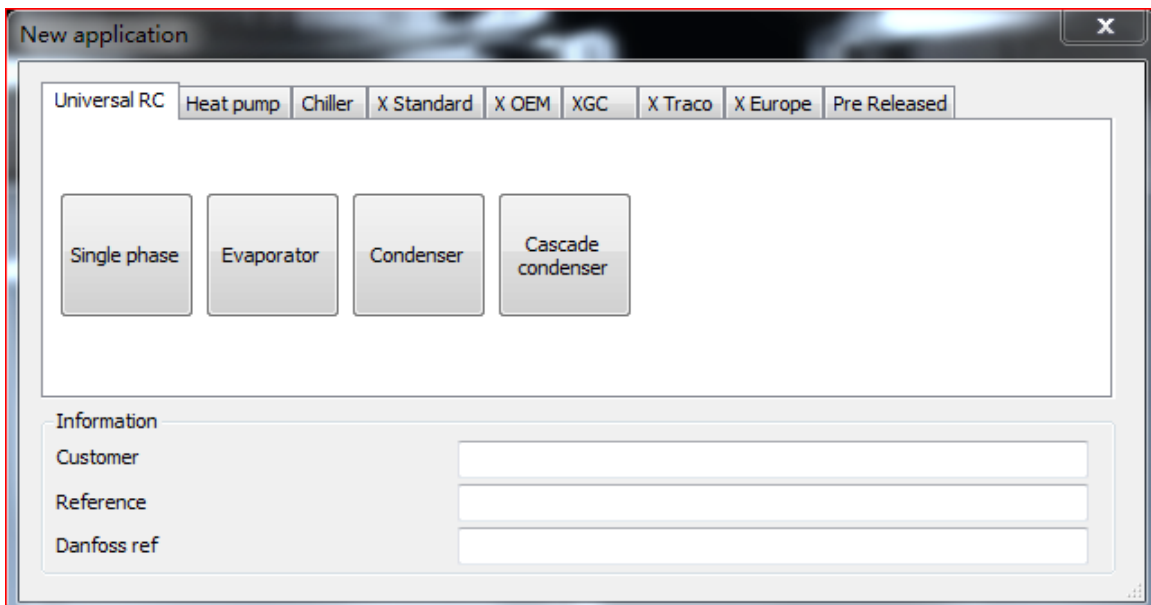 New application
X
Universal RC Heat pump Chiller X Standard X OEM XGC X Traco X Europe Pre Released
Single phase Evaporator Condenser Cascade
condenser
Information
Customer
Reference
Danfoss ref